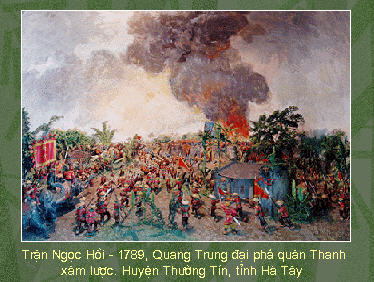 Trận Ngọc Hồi - 1789, Quang Trung đại phá quân Thanh
xâm lược. Huyện Thường Tín, tỉnh Hà Tây